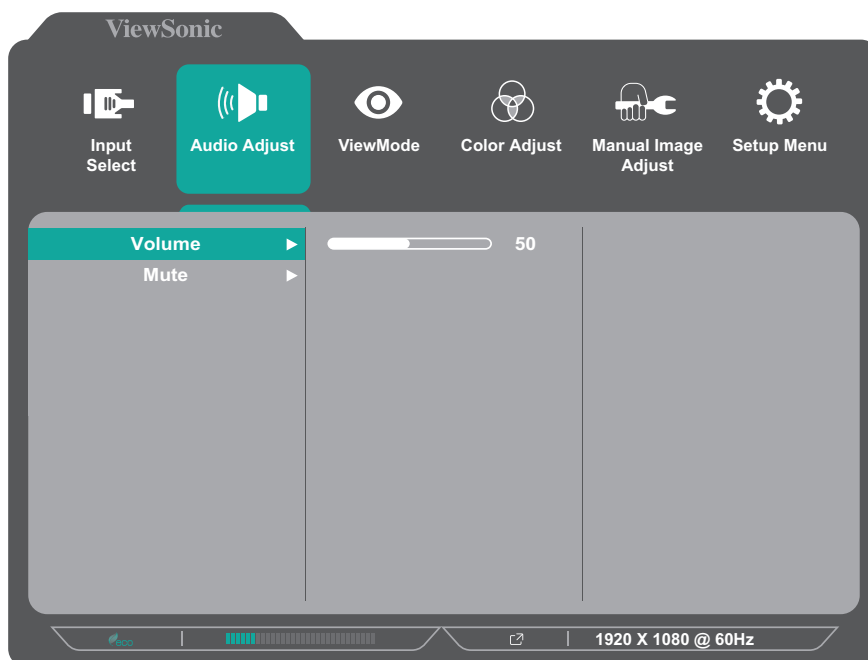 ViewSonic
Input
Select
Audio Adjust
ViewMode
Color Adjust
Manual Image
Adjust
Setup Menu
Volume
50
Mute
eco
1920 X 1080 @ 60Hz